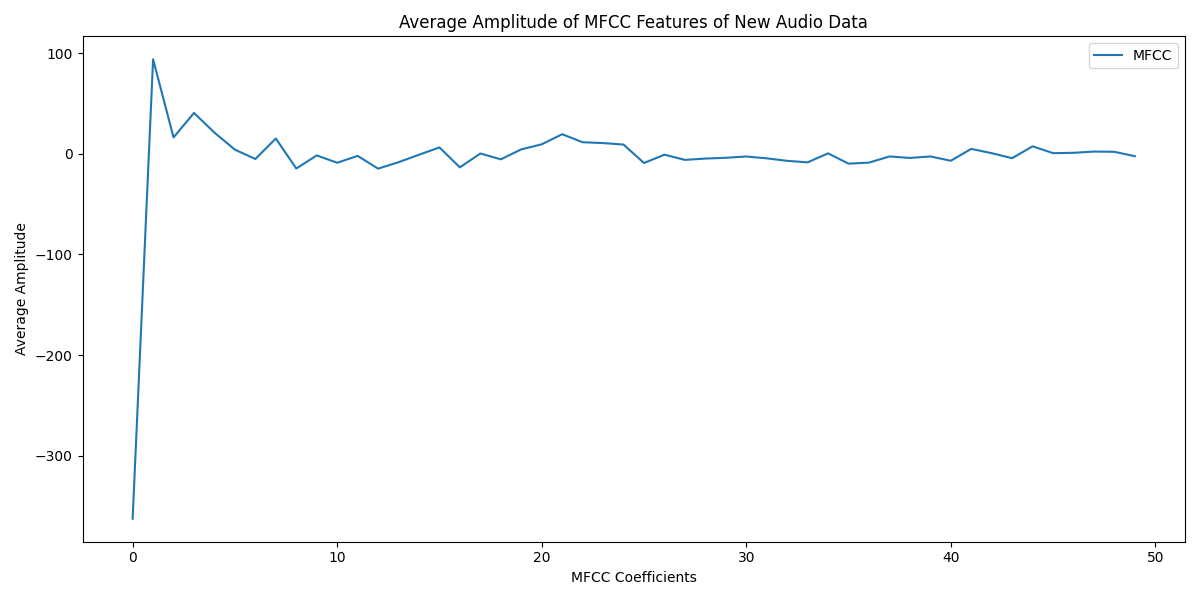 Average Amplitude of MFCC Features of New Audio Data
MFCC
100
0
−100
−200
−300
Average Amplitude
0 10 20 30 40 50
MFCC Coefficients